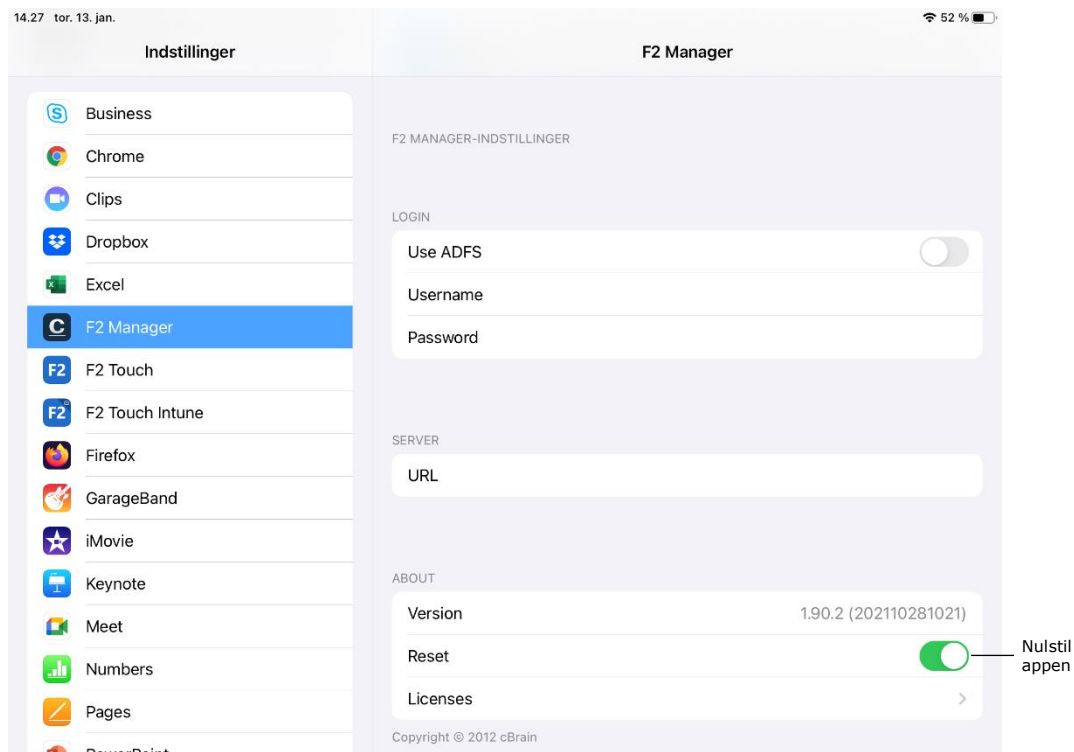 14.27 tor. 13. jan.
52 %
Indstillinger
F2 Manager
Business
Chrome
Clips
Dropbox
Excel
F2 Manager
F2 Touch
F2 Touch Intune
Firefox
GarageBand
iMovie
Keynote
Meet
Numbers
Pages
PowerPoint
F2 MANAGER-INDSTILLINGER
LOGIN
Use ADFS
Username
Password
SERVER
URL
ABOUT
Version 1.90.2 (202110281021)
Reset
Licenses
Copyright © 2012 cBrain
Nulstil
appen